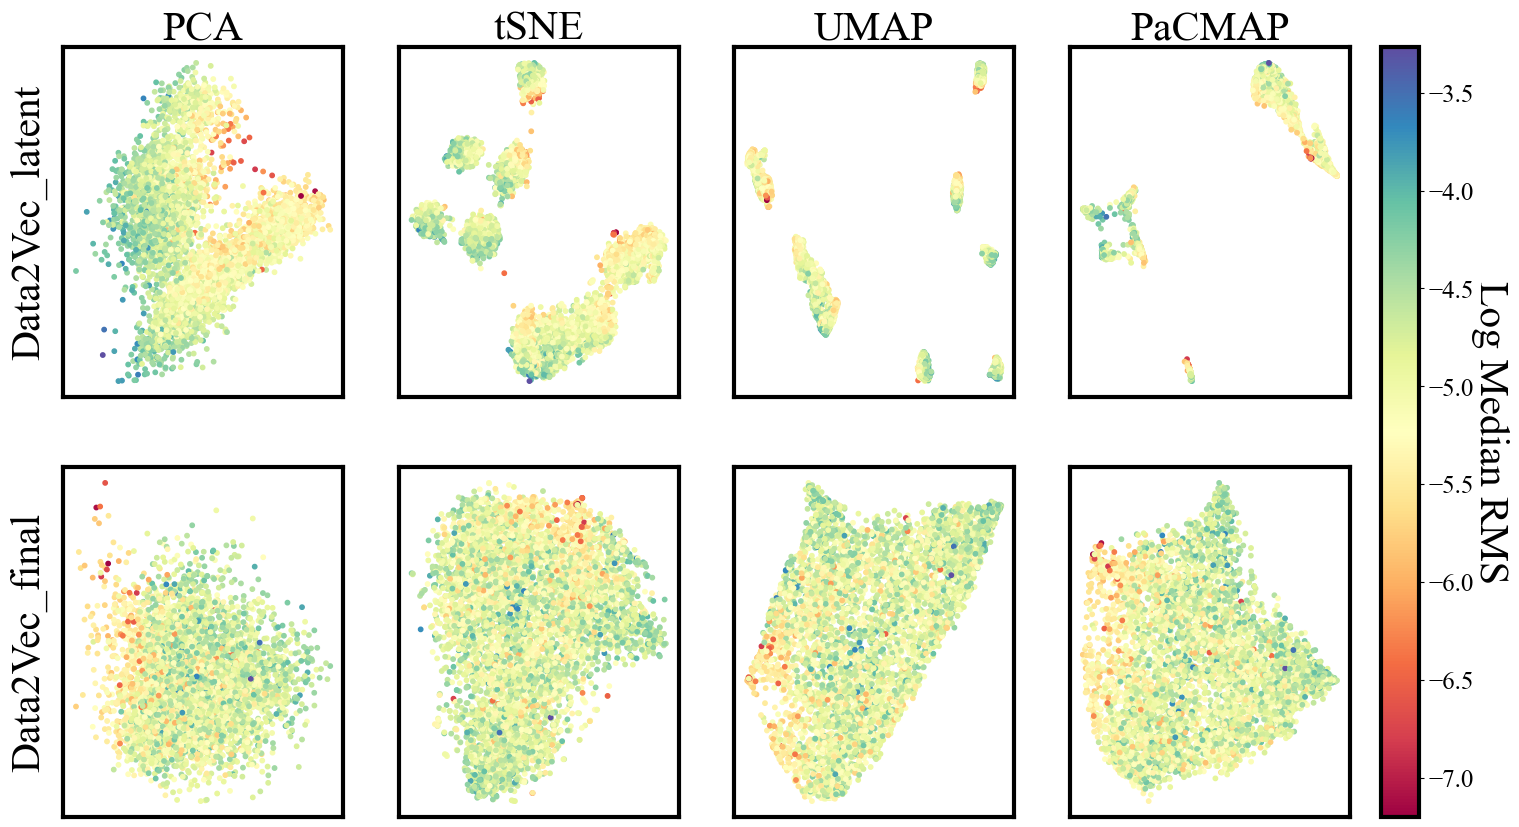 PCA
tSNE
UMAP
PaCMAP
Data2Vec_latent
Data2Vec_final
−3.5
−4.0
−4.5
−5.0
−5.5
−6.0
−6.5
−7.0
Log Median RMS